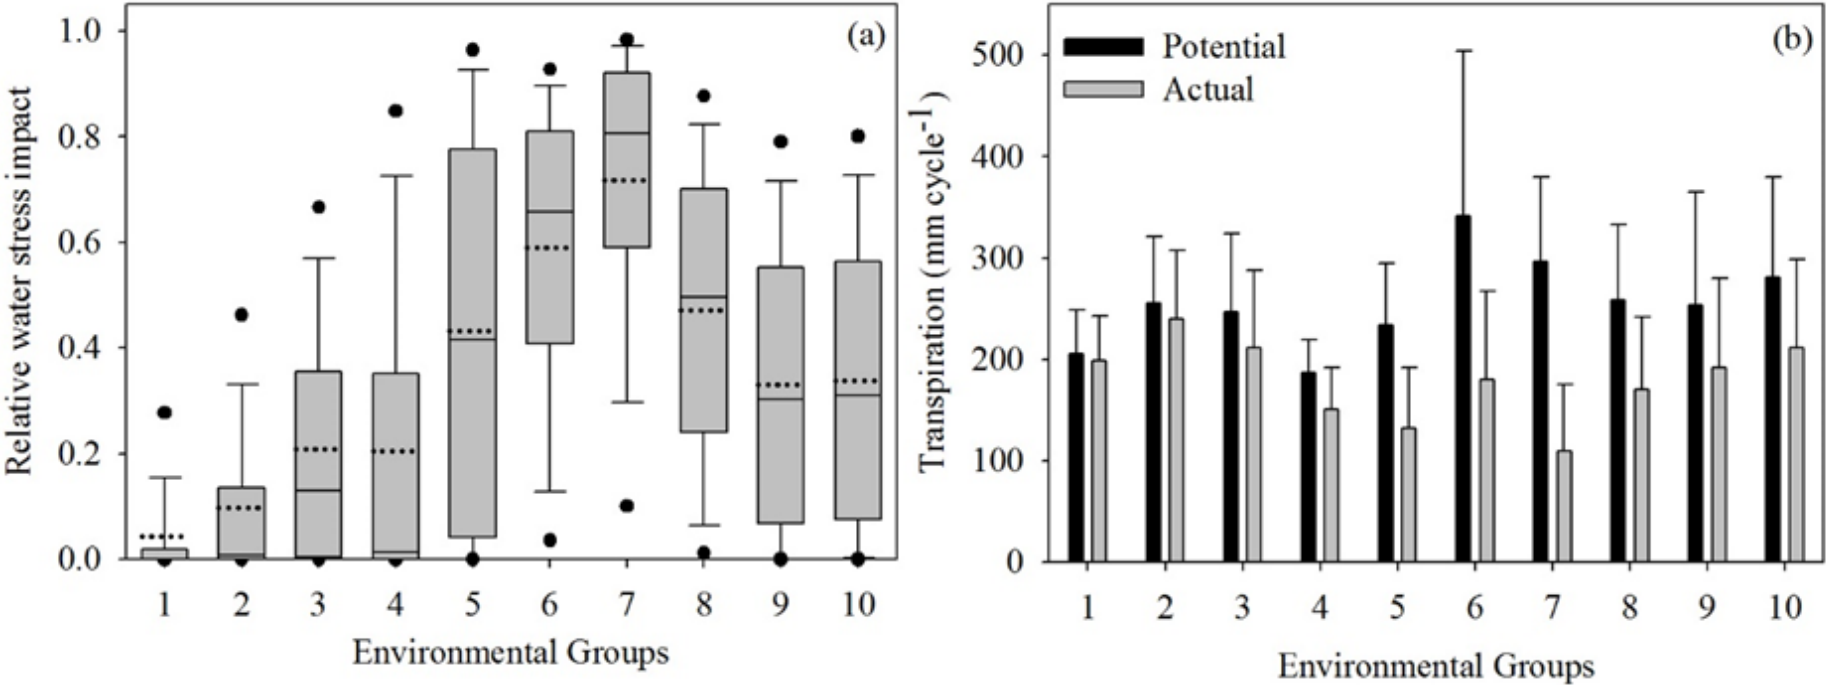 (a)
Relative water stress impact
1.0
0.8
0.6
0.4
0.2
0.0
1 2 3 4 5 6 7 8 9 10
Environmental Groups
(b)
Potential
Actual
Transpiration (mm cycle⁻¹)
500
400
300
200
100
0
1 2 3 4 5 6 7 8 9 10
Environmental Groups